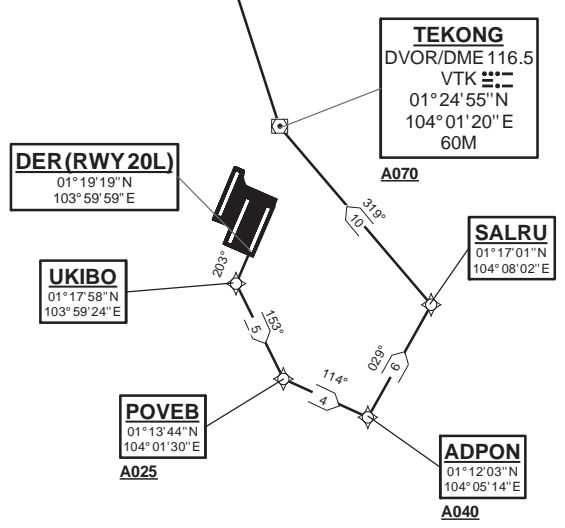 TEKONG
DVOR/DME 116.5
VTK
01°24'55"N
104°01'20"E
60M
A070
DER(RWY20L)
01°19'19"N
103°59'59"E
319°
10
SALRU
01°17'01"N
104°08'02"E
203°
UKIBO
01°17'58"N
103°59'24"E
153°
5
029°
6
114°
4
POVEB
01°13'44"N
104°01'30"E
A025
ADPON
01°12'03"N
104°05'14"E
A040